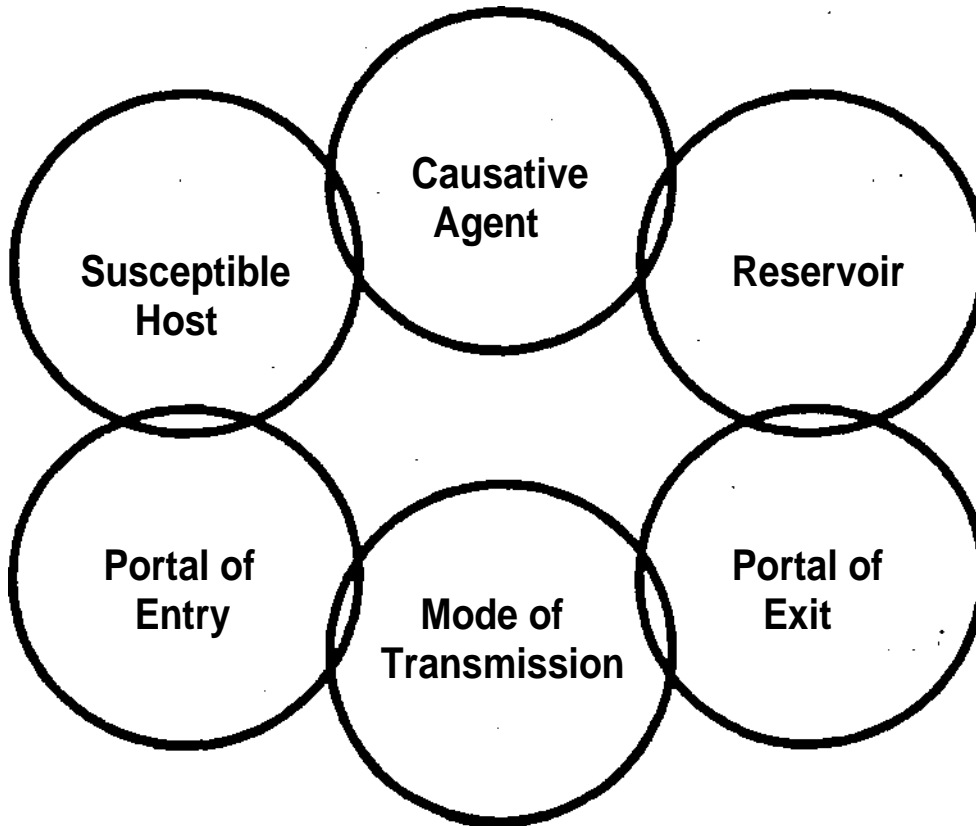 Causative
Agent
Susceptible
Host
Reservoir
Portal of
Entry
Mode of
Transmission
Portal of
Exit